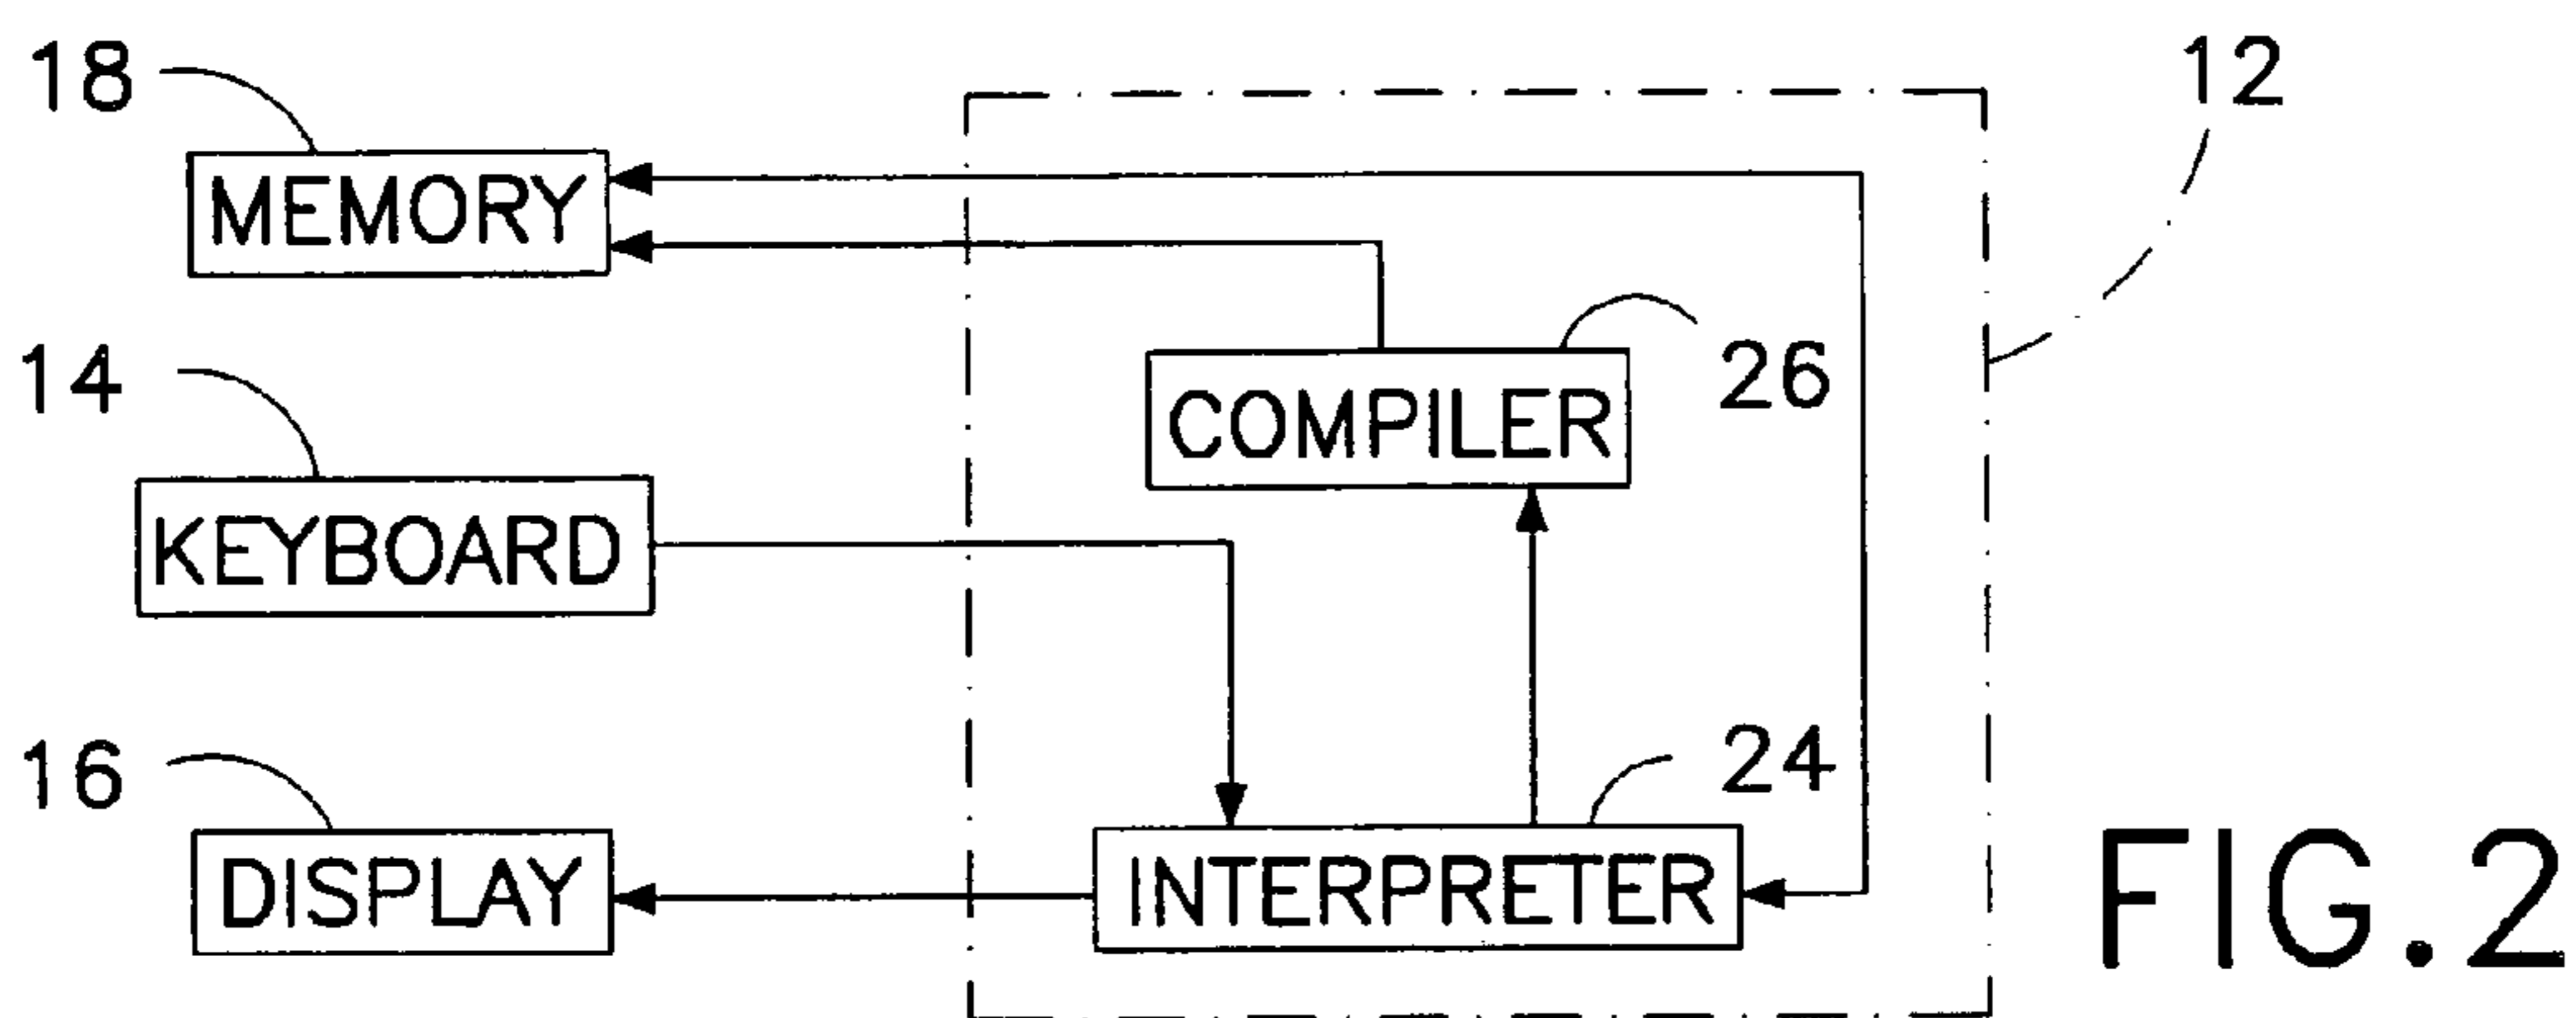 18
12
MEMORY
14
26
COMPILER
KEYBOARD
16
24
DISPLAY
INTERPRETER
FIG.2